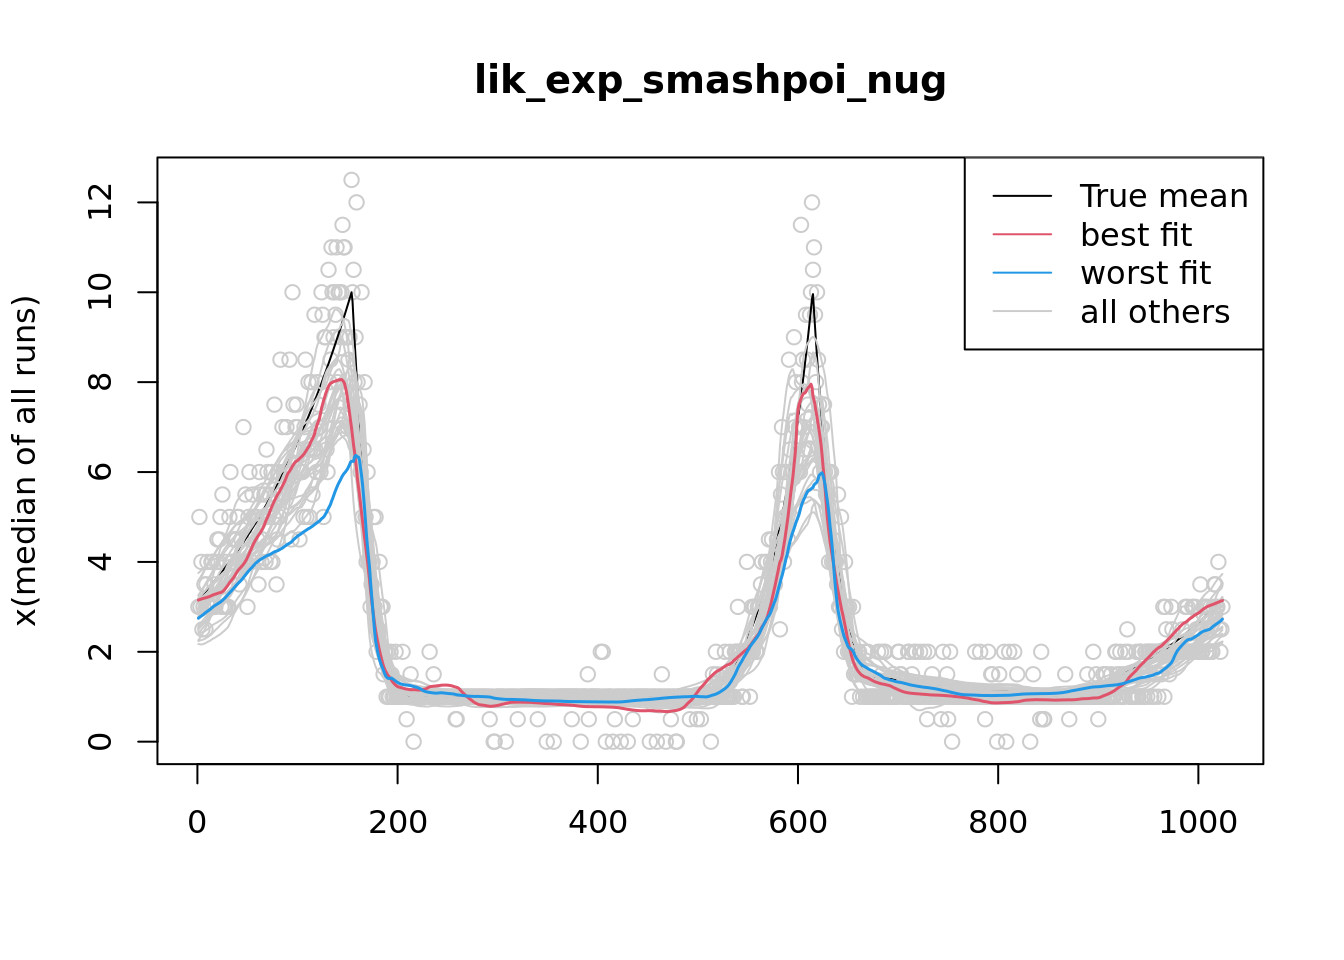 lik_exp_smashpoi_nug
True mean
best fit
worst fit
all others
x(median of all runs)
12
10
8
6
4
2
0
0 200 400 600 800 1000